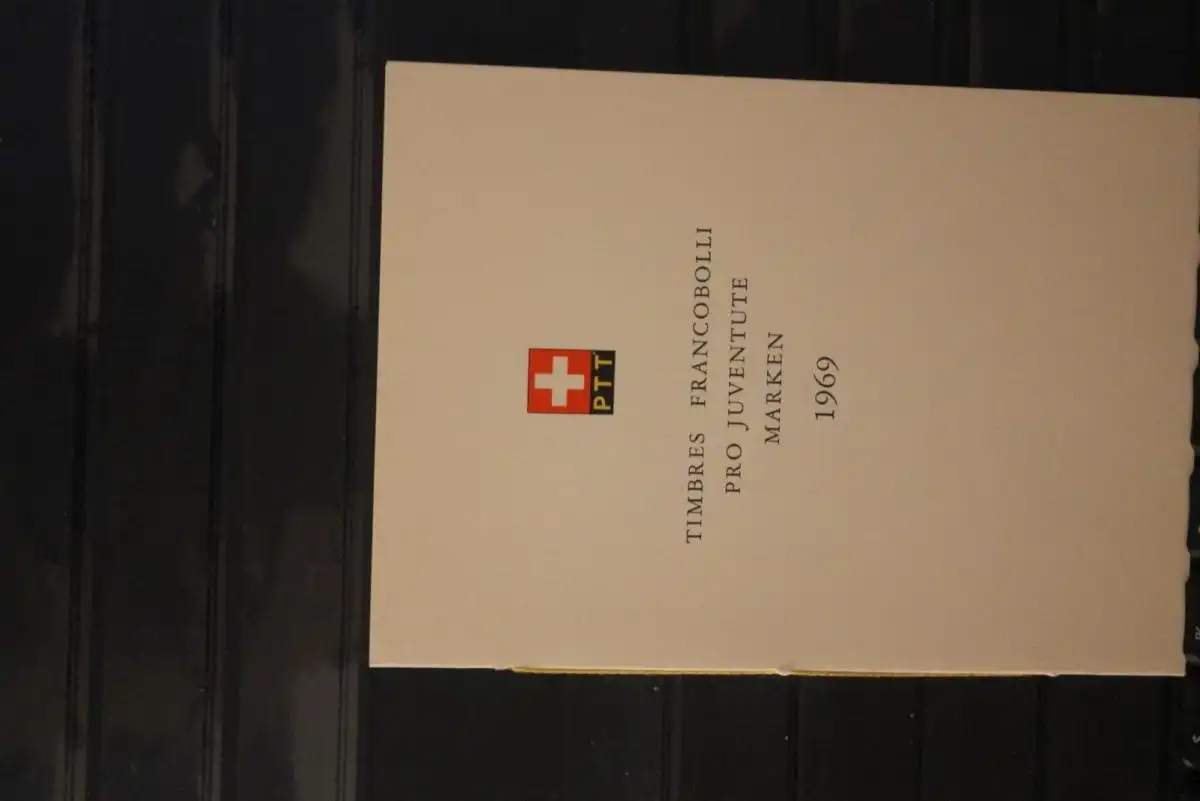 PTT
TIMBRES FRANCOBOLLI
PRO JUVENTUTE
MARKEN
1969